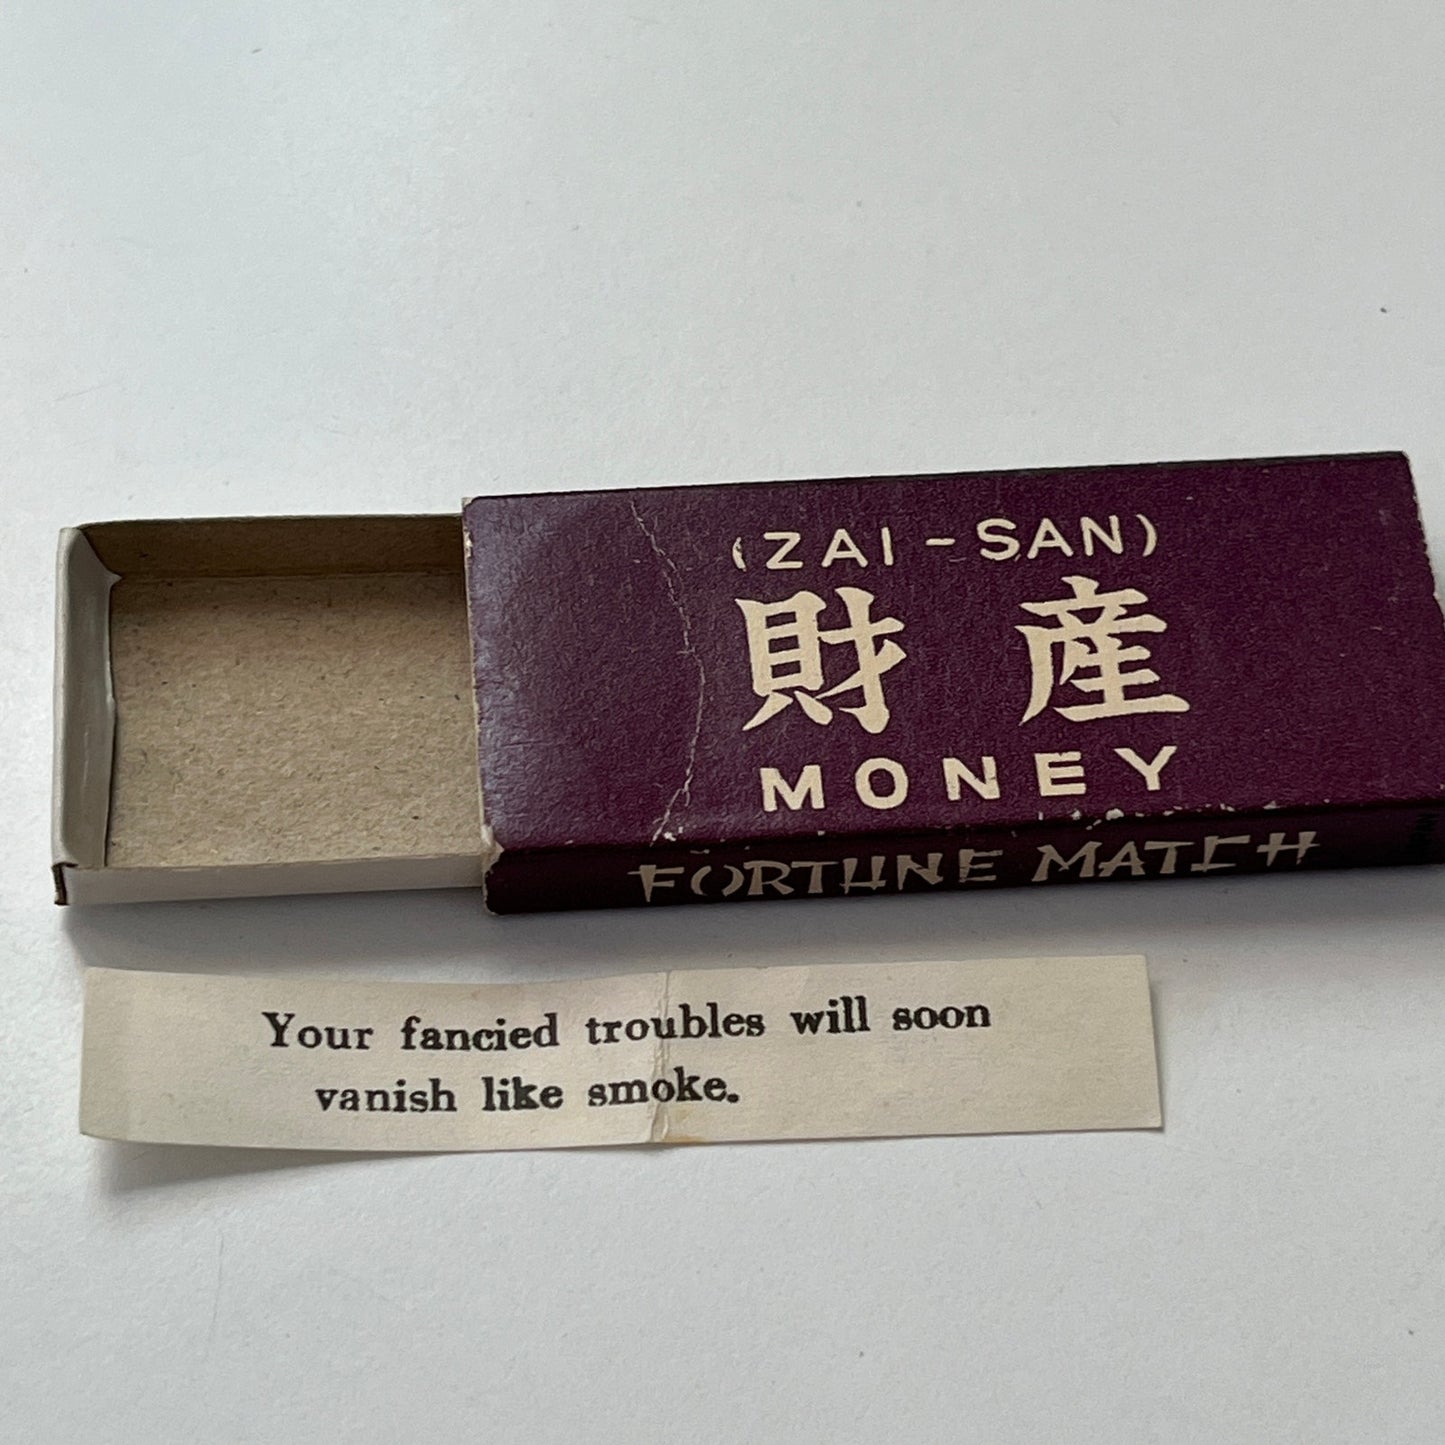 (ZAI-SAN)
財産
MONEY
FORTUNE MATCH
Your fancied troubles will soon
vanish like smoke.